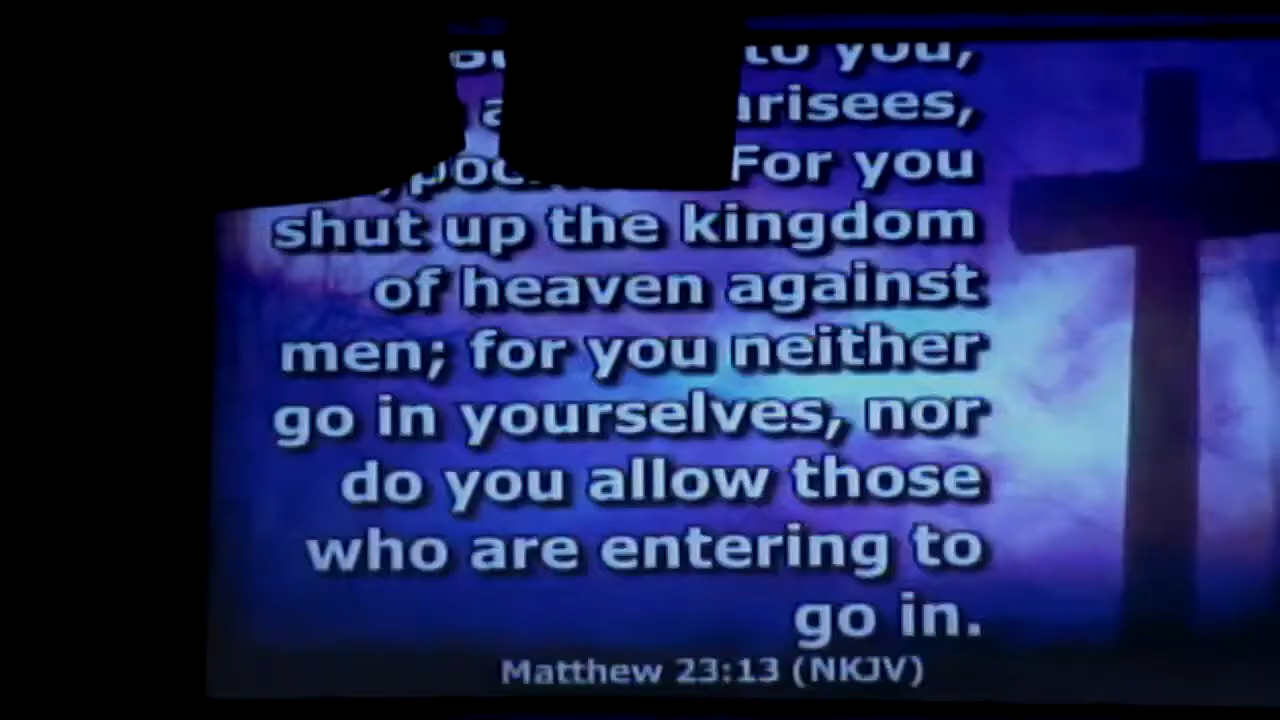 to you,
For you
shut up the kingdom
of heaven against
men; for you neither
go in yourselves, nor
do you allow those
who are entering to
go in.
Matthew 23:13 (NKJV)